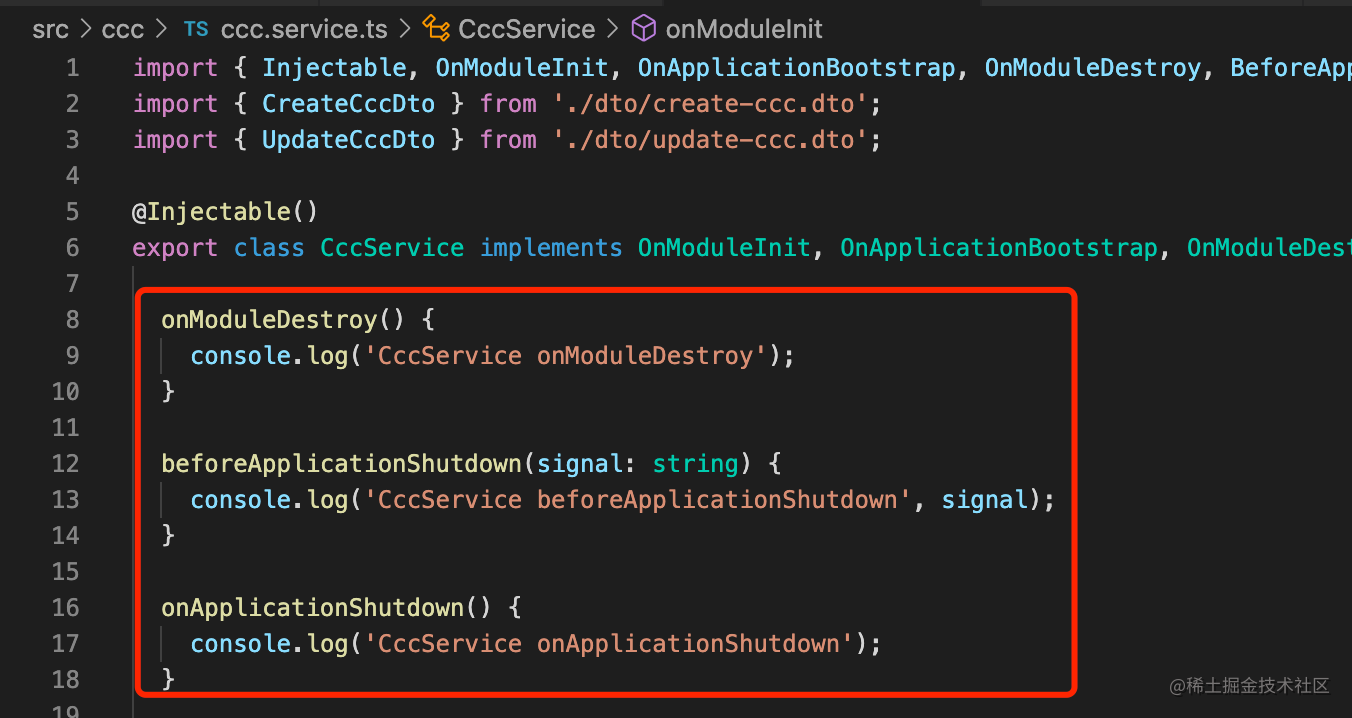 src > ccc > TS ccc.service.ts > CccService > onModuleInit
1 import { Injectable, OnModuleInit, OnApplicationBootstrap, OnModuleDestroy, BeforeApp
2 import { CreateCccDto } from './dto/create-ccc.dto';
3 import { UpdateCccDto } from './dto/update-ccc.dto';
4
5 @Injectable()
6 export class CccService implements OnModuleInit, OnApplicationBootstrap, OnModuleDest
7
8 onModuleDestroy() {
9 console.log('CccService onModuleDestroy');
10 }
11
12 beforeApplicationShutdown(signal: string) {
13 console.log('CccService beforeApplicationShutdown', signal);
14 }
15
16 onApplicationShutdown() {
17 console.log('CccService onApplicationShutdown');
18 }
19
@稀土掘金技术社区